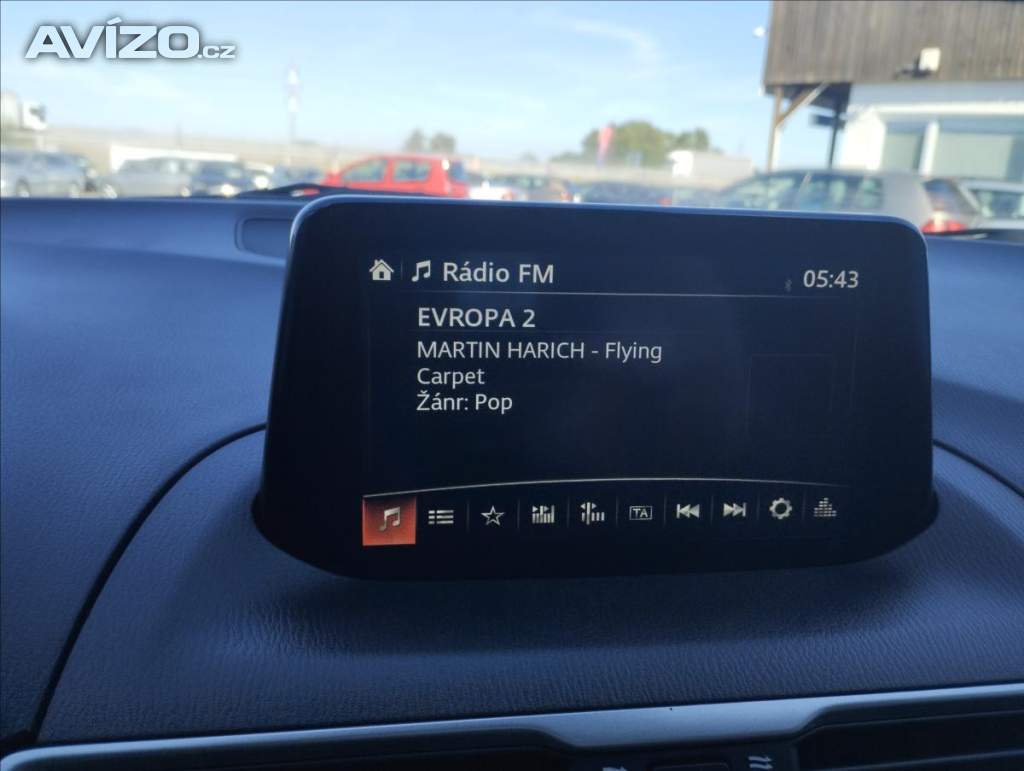 AVÍZO.cz
Rádio FM
05:43
EVROPA 2
MARTIN HARICH - Flying
Carpet
Žánr: Pop
TA